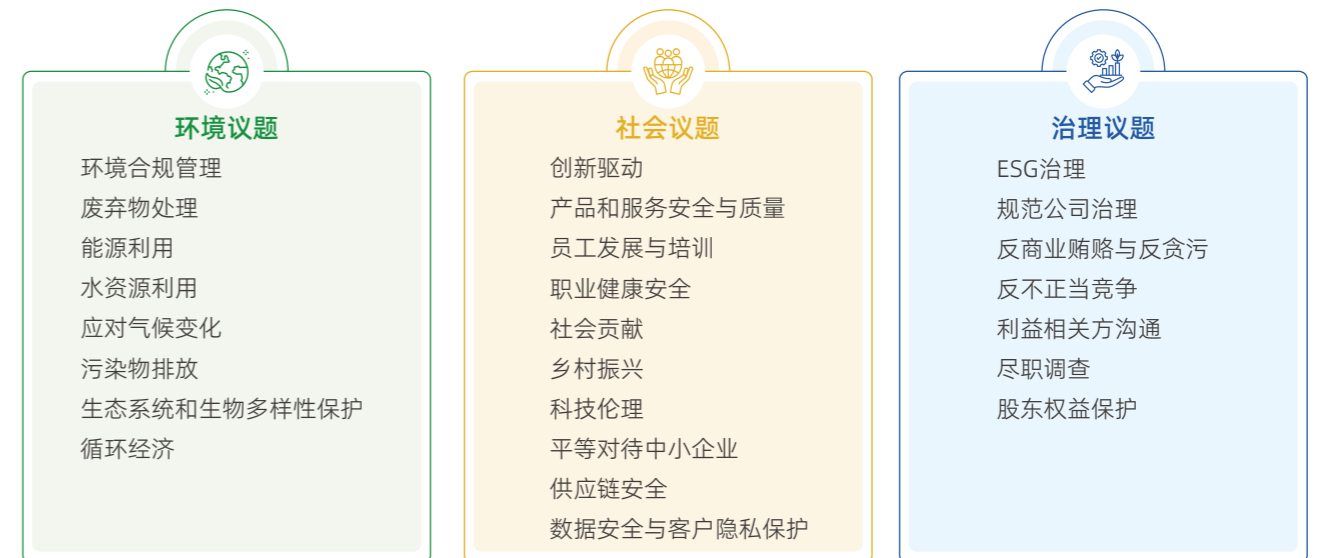 环境议题
环境合规管理
废弃物处理
能源利用
水资源利用
应对气候变化
污染物排放
生态系统和生物多样性保护
循环经济
社会议题
创新驱动
产品和服务安全与质量
员工发展与培训
职业健康安全
社会贡献
乡村振兴
科技伦理
平等对待中小企业
供应链安全
数据安全与客户隐私保护
治理议题
ESG治理
规范公司治理
反商业贿赂与反贪污
反不正当竞争
利益相关方沟通
尽职调查
股东权益保护